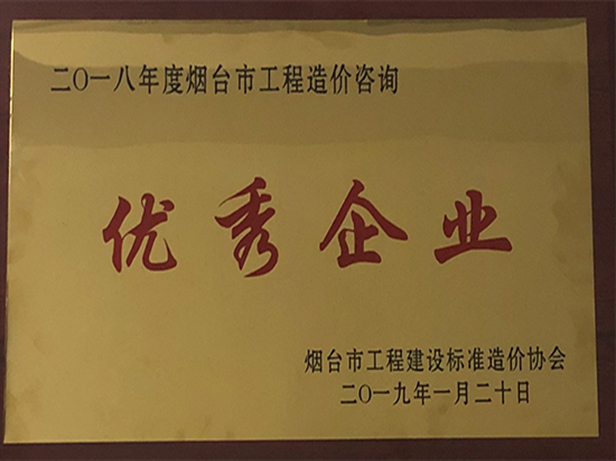 二〇一八年度烟台市工程造价咨询
优秀企业
烟台市工程建设标准造价协会
二〇一九年一月二十日